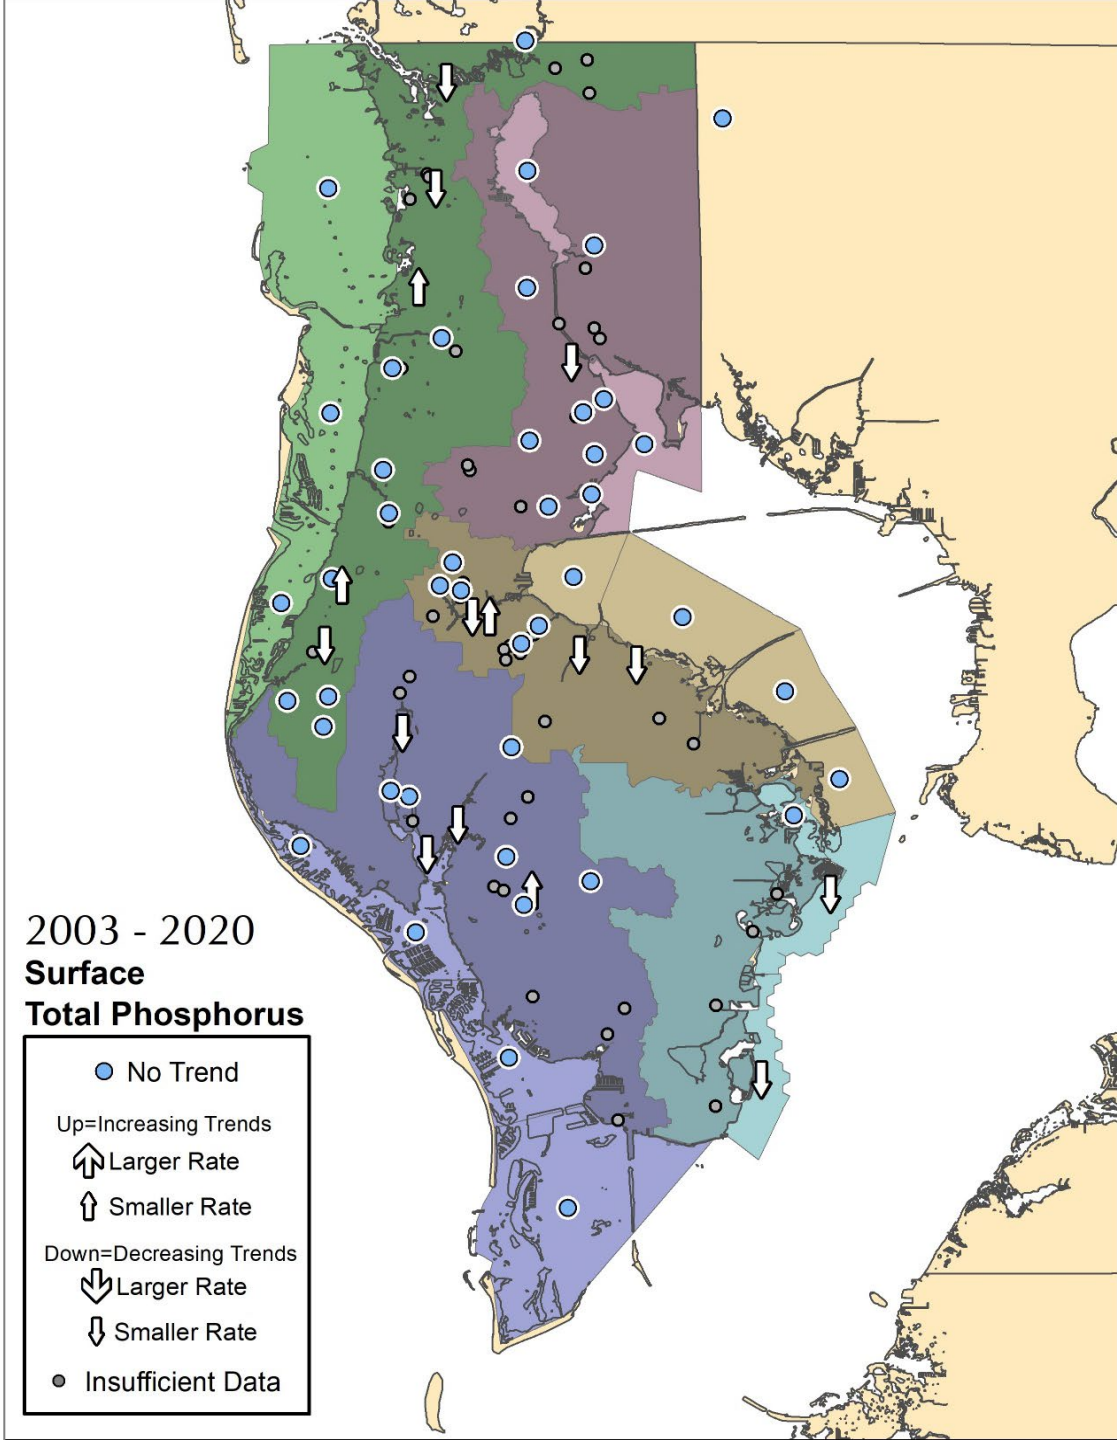 2003 - 2020
Surface
Total Phosphorus
No Trend
Up=Increasing Trends
Larger Rate
Smaller Rate
Down=Decreasing Trends
Larger Rate
Smaller Rate
Insufficient Data